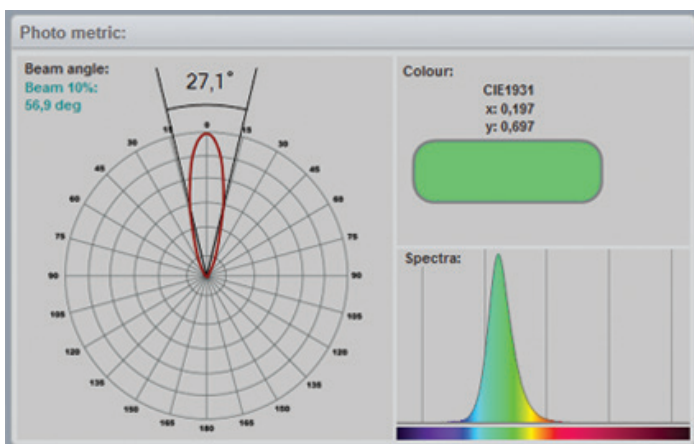 Photo metric:
Beam angle:
Beam 10%:
56,9 deg
27,1°
0
15
15
30
30
45
45
60
60
75
75
90
90
105
105
120
120
135
135
150
150
165
165
180
Colour:
CIE1931
x: 0,197
y: 0,697
Spectra: